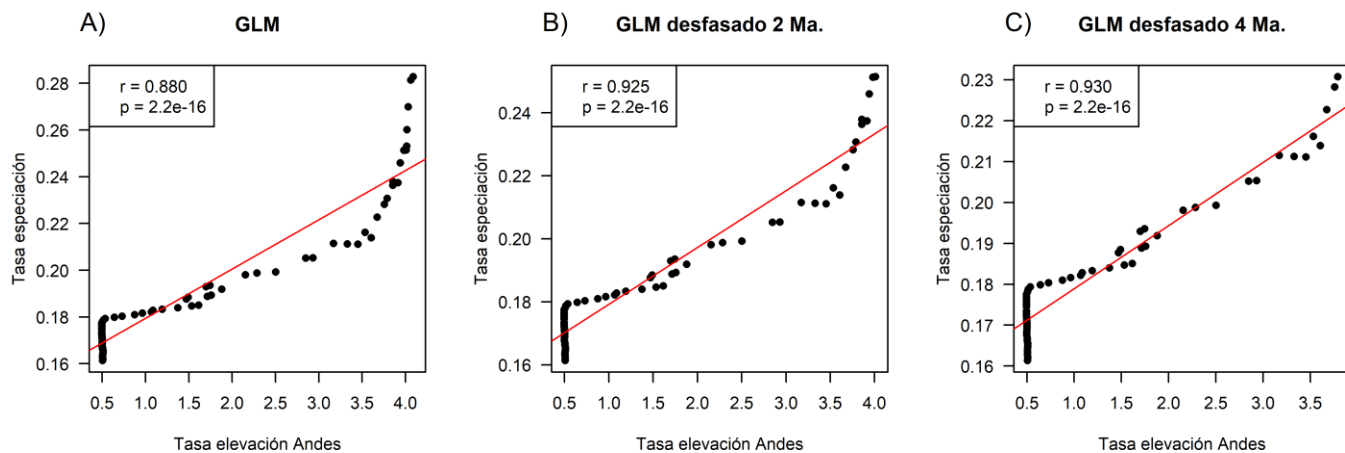 A)
GLM
r = 0.880
p = 2.2e-16
0.28
0.26
0.24
0.22
0.20
0.18
0.16
Tasa especiación
0.5 1.0 1.5 2.0 2.5 3.0 3.5 4.0
Tasa elevación Andes
B)
GLM desfasado 2 Ma.
r = 0.925
p = 2.2e-16
0.24
0.22
0.20
0.18
0.16
Tasa especiación
0.5 1.0 1.5 2.0 2.5 3.0 3.5 4.0
Tasa elevación Andes
C)
GLM desfasado 4 Ma.
r = 0.930
p = 2.2e-16
0.23
0.22
0.21
0.20
0.19
0.18
0.17
0.16
Tasa especiación
0.5 1.0 1.5 2.0 2.5 3.0 3.5
Tasa elevación Andes